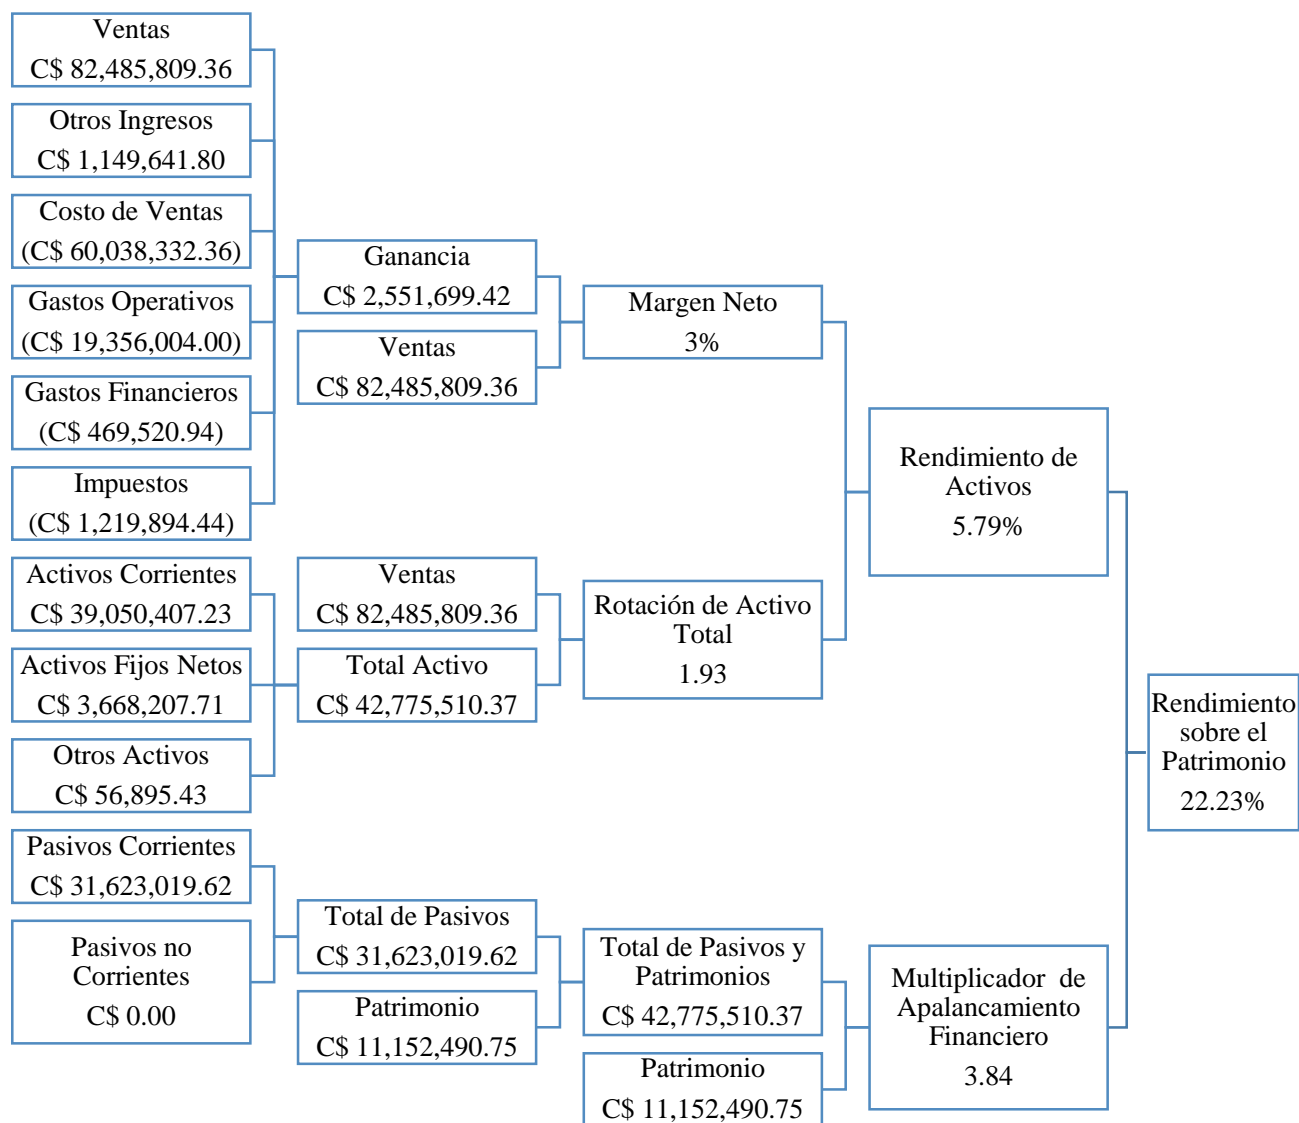 Ventas
C$ 82,485,809.36
Otros Ingresos
C$ 1,149,641.80
Costo de Ventas
(C$ 60,038,332.36)
Gastos Operativos
(C$ 19,356,004.00)
Gastos Financieros
(C$ 469,520.94)
Impuestos
(C$ 1,219,894.44)
Ganancia
C$ 2,551,699.42
Ventas
C$ 82,485,809.36
Margen Neto
3%
Activos Corrientes
C$ 39,050,407.23
Activos Fijos Netos
C$ 3,668,207.71
Otros Activos
C$ 56,895.43
Ventas
C$ 82,485,809.36
Total Activo
C$ 42,775,510.37
Rotación de Activo
Total
1.93
Rendimiento de
Activos
5.79%
Pasivos Corrientes
C$ 31,623,019.62
Pasivos no
Corrientes
C$ 0.00
Total de Pasivos
C$ 31,623,019.62
Patrimonio
C$ 11,152,490.75
Total de Pasivos y
Patrimonios
C$ 42,775,510.37
Patrimonio
C$ 11,152,490.75
Multiplicador de
Apalancamiento
Financiero
3.84
Rendimiento
sobre el
Patrimonio
22.23%